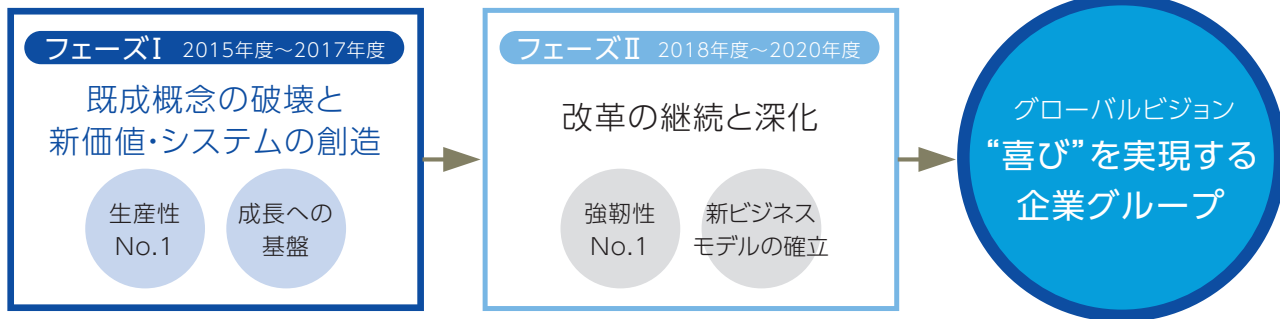 フェーズⅠ 2015年度～2017年度
既成概念の破壊と
新価値・システムの創造
生産性
No.1
成長への
基盤
フェーズⅡ 2018年度～2020年度
改革の継続と深化
強靭性
No.1
新ビジネス
モデルの確立
グローバルビジョン
“喜び”を実現する
企業グループ